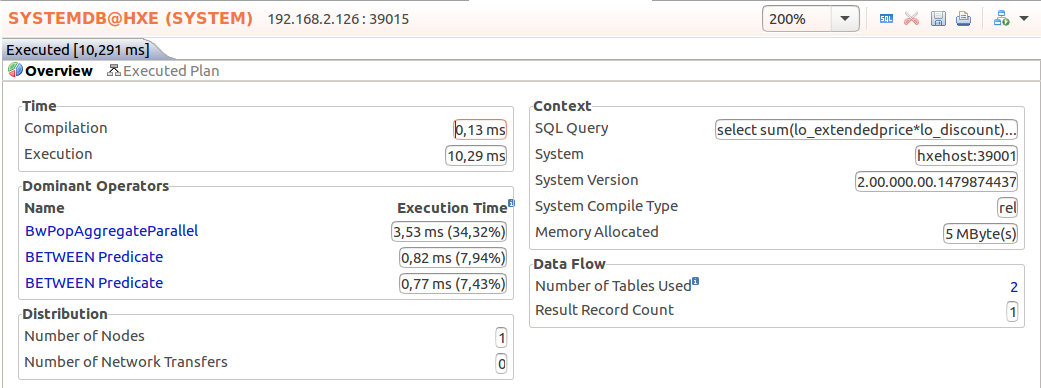 SYSTEMDB@HXE (SYSTEM) 192.168.2.126 : 39015 200% SQL
Executed [10,291 ms]
Overview Executed Plan
Time
Compilation 0,13 ms
Execution 10,29 ms
Dominant Operators
Name Execution Time
BwPopAggregateParallel 3,53 ms (34,32%)
BETWEEN Predicate 0,82 ms (7,94%)
BETWEEN Predicate 0,77 ms (7,43%)
Distribution
Number of Nodes 1
Number of Network Transfers 0
Context
SQL Query select sum(lo_extendedprice*lo_discount)...
System hxehost:39001
System Version 2.00.000.00.1479874437
System Compile Type rel
Memory Allocated 5 MByte(s)
Data Flow
Number of Tables Used 2
Result Record Count 1